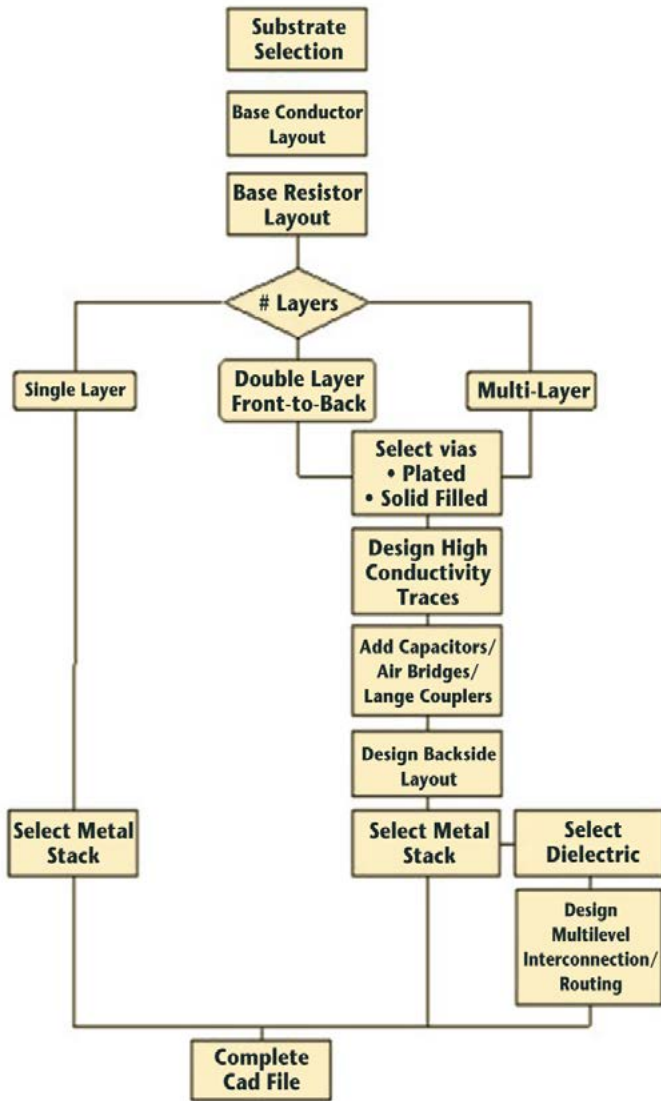 Substrate
Selection
Base Conductor
Layout
Base Resistor
Layout
# Layers
Single Layer
Double Layer
Front-to-Back
Multi-Layer
Select vias
• Plated
• Solid Filled
Design High
Conductivity
Traces
Add Capacitors/
Air Bridges/
Lange Couplers
Design Backside
Layout
Select Metal
Stack
Select Metal
Stack
Select
Dielectric
Design
Multilevel
Interconnection/
Routing
Complete
Cad File